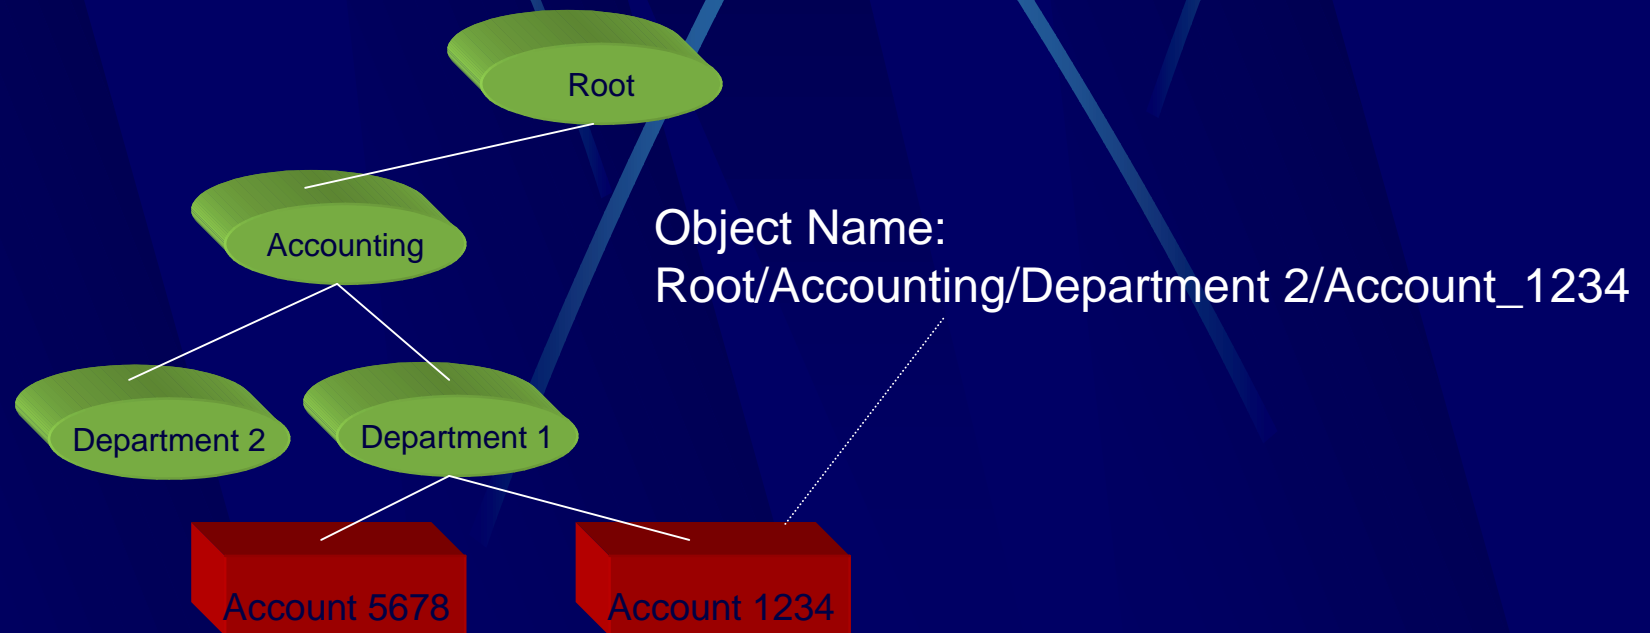 Root
Accounting
Object Name:
Root/Accounting/Department 2/Account_1234
Department 2
Department 1
Account 5678
Account 1234